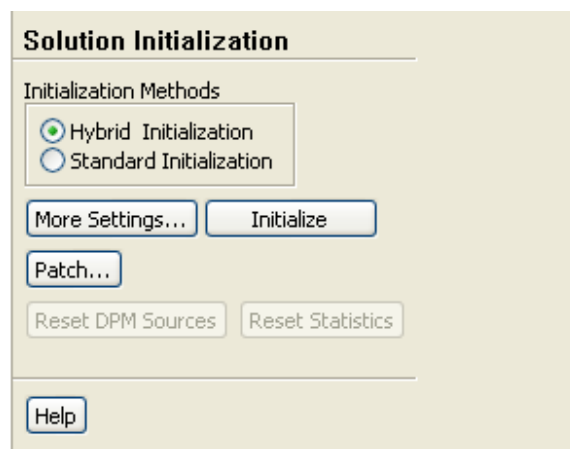 Solution Initialization
Initialization Methods
Hybrid Initialization
Standard Initialization
More Settings... Initialize
Patch...
Reset DPM Sources Reset Statistics
Help